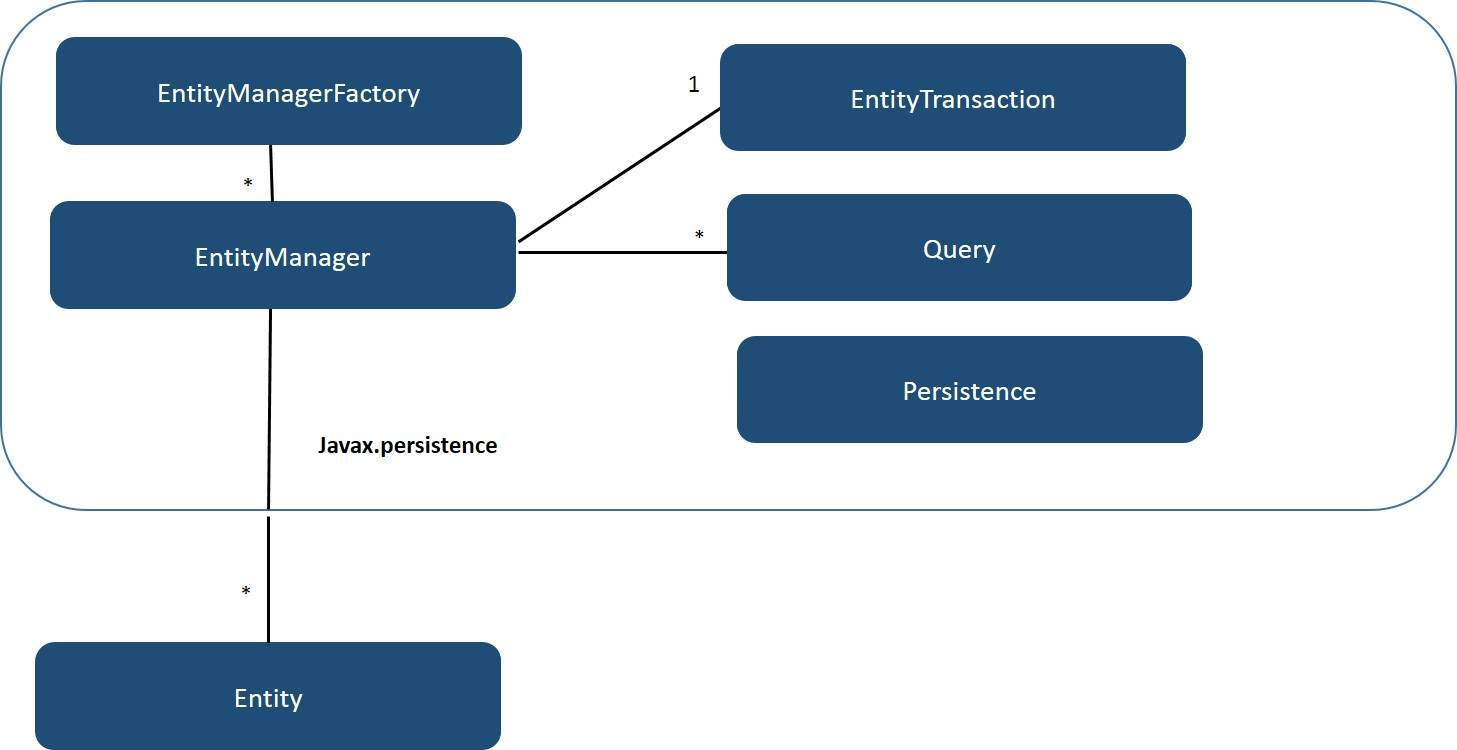 EntityManagerFactory
1
EntityTransaction
*
EntityManager
*
Query
Persistence
Javax.persistence
*
Entity